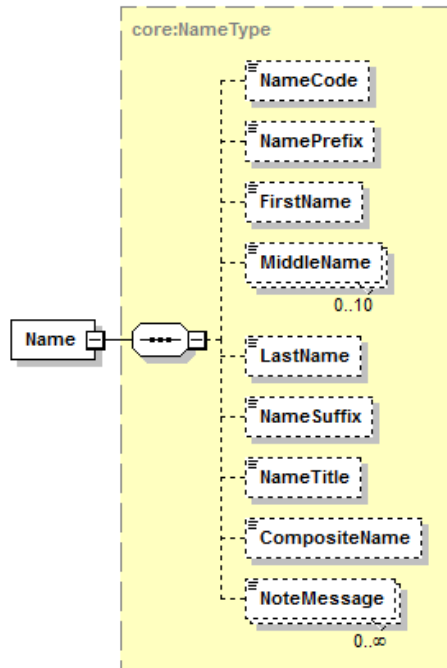 core:NameType
NameCode
NamePrefix
FirstName
MiddleName
0..10
Name
LastName
NameSuffix
NameTitle
CompositeName
NoteMessage
0..∞